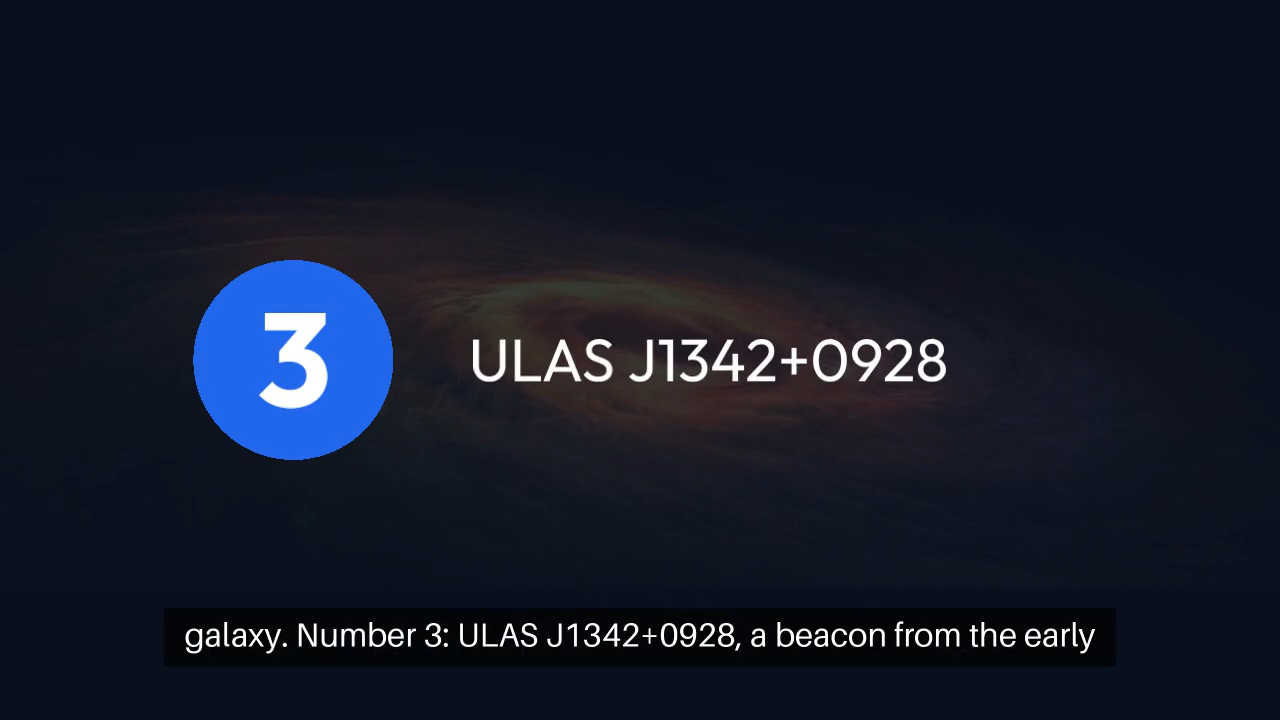 3
ULAS J1342+0928
galaxy. Number 3: ULAS J1342+0928, a beacon from the early